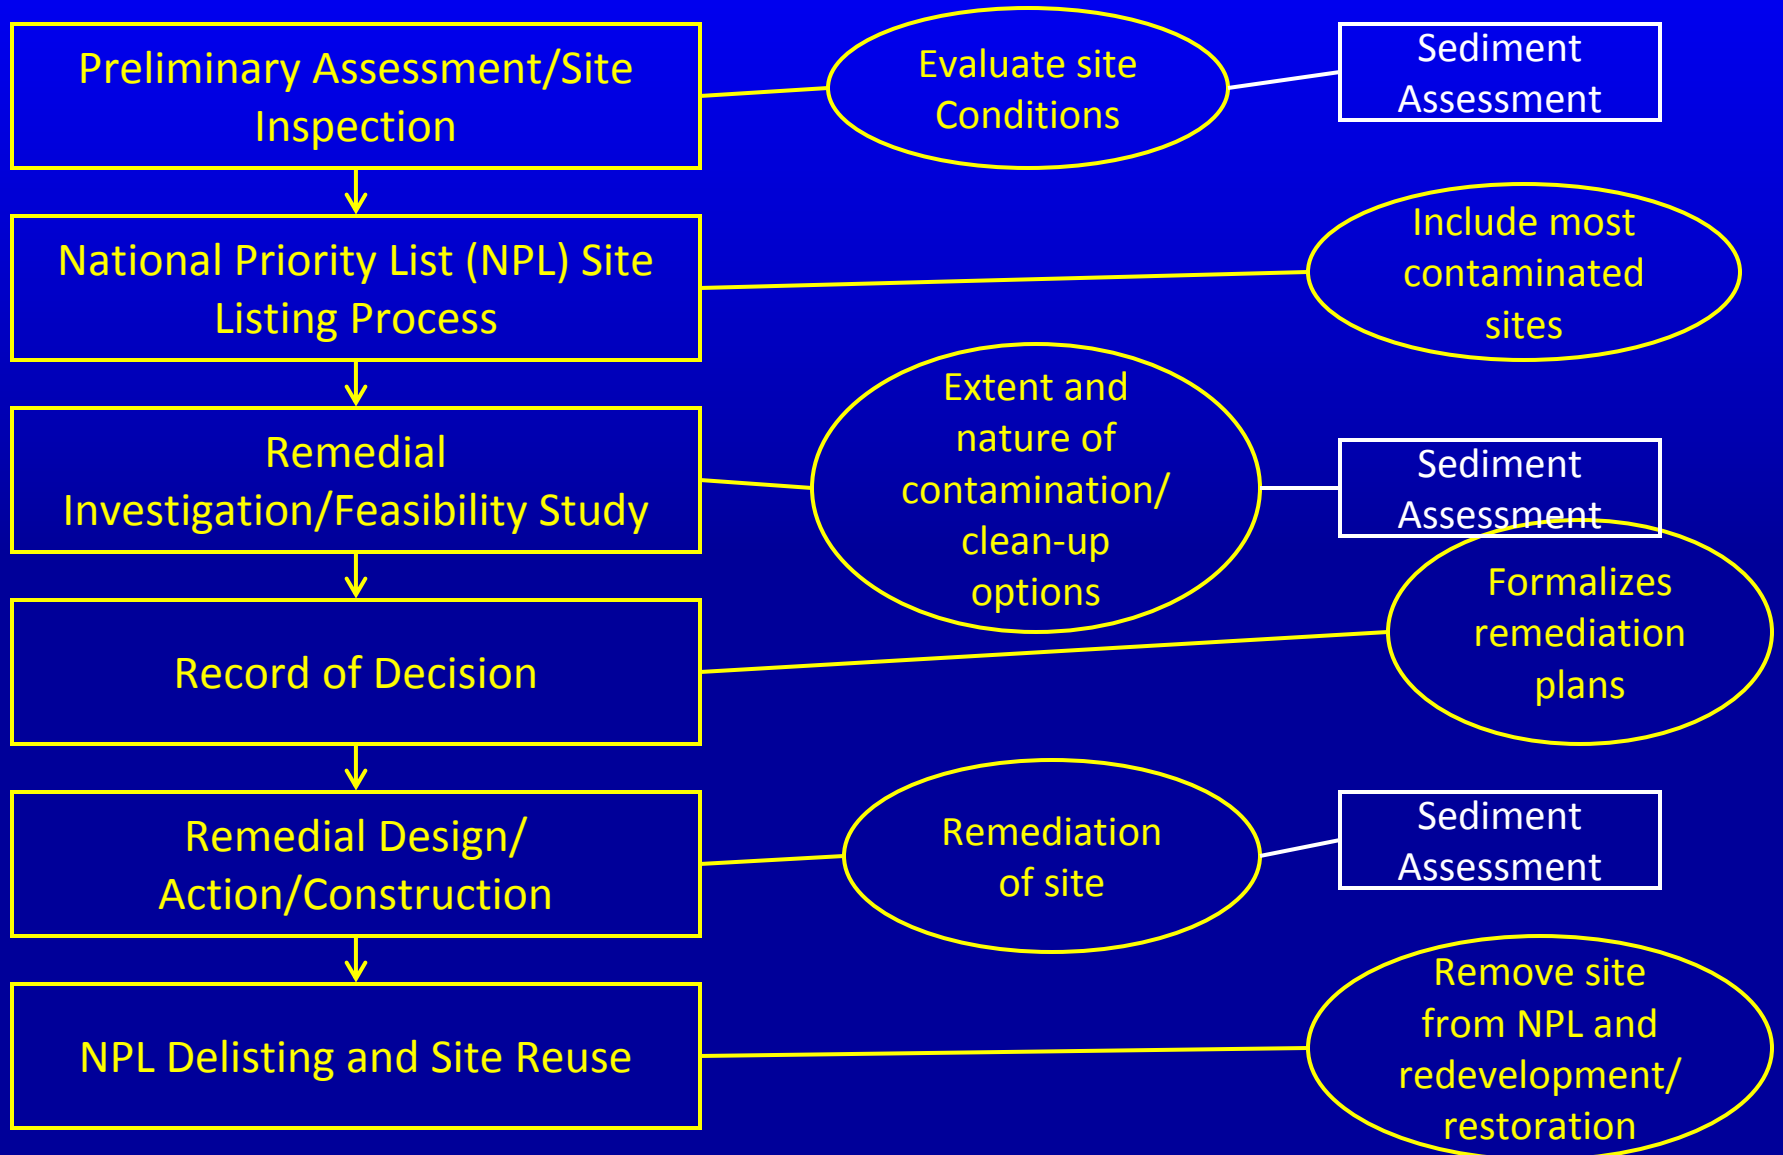 Preliminary Assessment/Site
Inspection
Evaluate site
Conditions
Sediment
Assessment
National Priority List (NPL) Site
Listing Process
Include most
contaminated
sites
Remedial
Investigation/Feasibility Study
Extent and
nature of
contamination/
clean-up
options
Sediment
Assessment
Record of Decision
Formalizes
remediation
plans
Remedial Design/
Action/Construction
Remediation
of site
Sediment
Assessment
NPL Delisting and Site Reuse
Remove site
from NPL and
redevelopment/
restoration